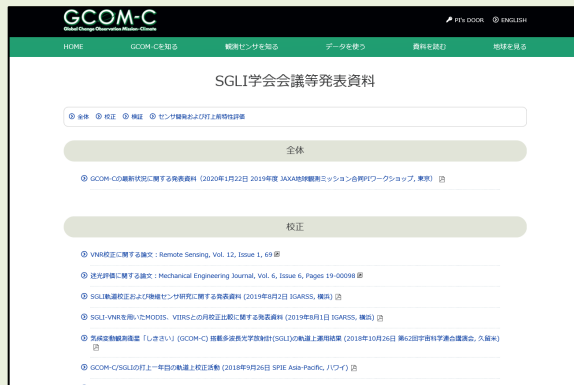 GCOM-C
Global Change Observation Mission-Climate
PI's DOOR ENGLISH
HOME GCOM-Cを知る 観測センサを知る データを使う 資料を読む 地球を見る
SGLI学会会議等発表資料
全体 校正 検証 センサ開発および打上前特性評価
全体
GCOM-Cの最新状況に関する発表資料（2020年1月22日 2019年度 JAXA地球観測ミッション合同PIワークショップ, 東京）
校正
VNR校正に関する論文：Remote Sensing, Vol. 12, Issue 1, 69
迷光評価に関する論文：Mechanical Engineering Journal, Vol. 6, Issue 6, Pages 19-00098
SGLI軌道校正および後継センサ研究に関する発表資料 (2019年8月2日 IGARSS, 横浜)
SGLI-VNRを用いたMODIS、VIIRSとの月校正比較に関する発表資料 (2019年8月1日 IGARSS, 横浜)
気候変動観測衛星「しきさい」(GCOM-C) 搭載多波長光学放射計(SGLI)の軌道上運用結果 (2018年10月26日 第62回宇宙科学連合講演会, 久留米)
GCOM-C/SGLIの打上一年目の軌道上校正活動 (2018年9月26日 SPIE Asia-Pacific, ハワイ)